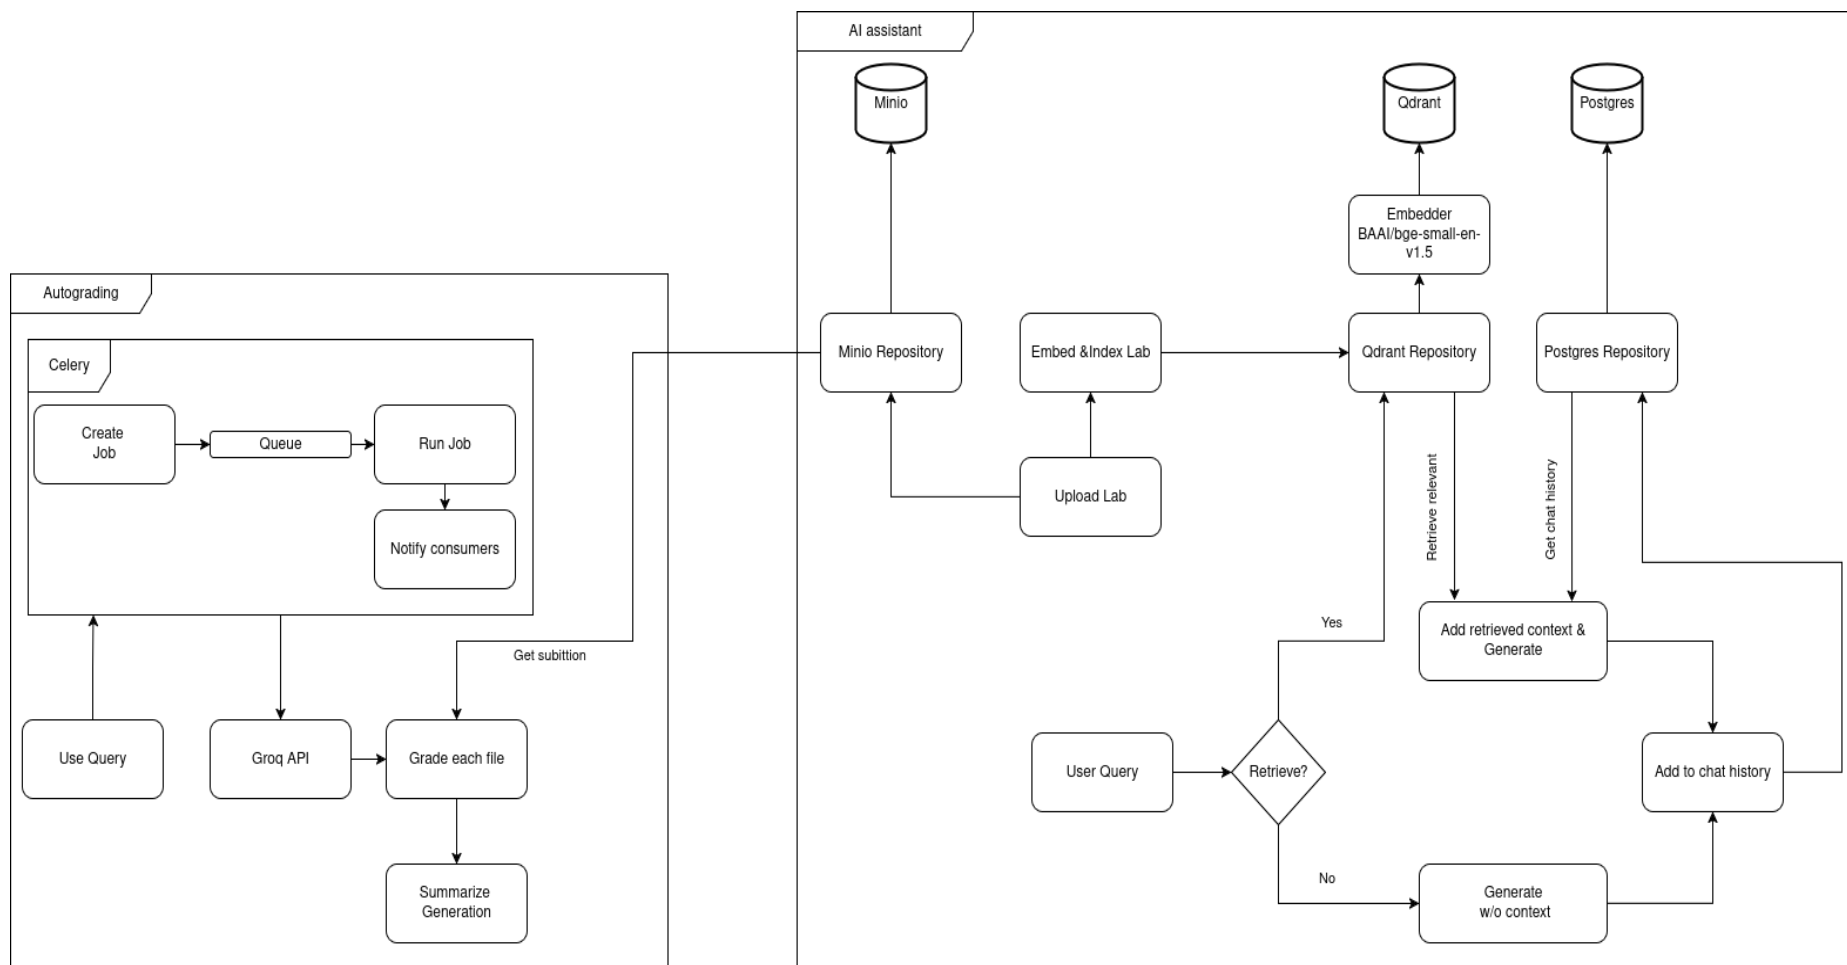 AI assistant
Minio
Qdrant
Postgres
Embedder
BAAI/bge-small-en-
v1.5
Autograding
Celery
Minio Repository
Embed &Index Lab
Qdrant Repository
Postgres Repository
Create
Job
Queue
Run Job
Notify consumers
Upload Lab
Retrieve relevant
Get chat history
Yes
Add retrieved context &
Generate
Get subittion
Use Query
Groq API
Grade each file
User Query
Retrieve?
Add to chat history
Summarize
Generation
No
Generate
w/o context